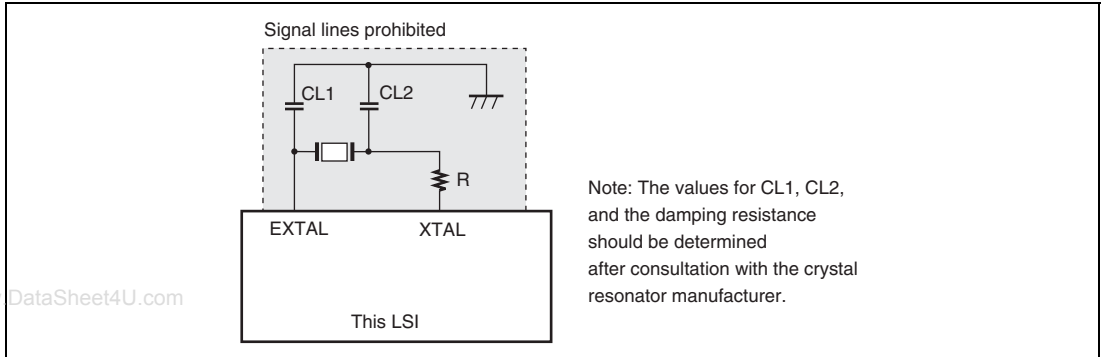 Signal lines prohibited
CL1
CL2
R
EXTAL
XTAL
This LSI
Note: The values for CL1, CL2,
and the damping resistance
should be determined
after consultation with the crystal
resonator manufacturer.
.DataSheet4U.com